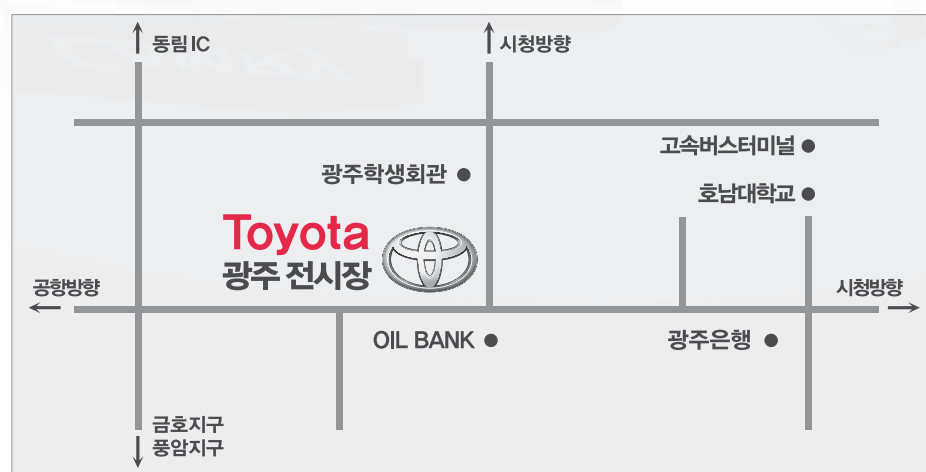 동림 IC
시청방향
고속버스터미널
광주학생회관
호남대학교
Toyota
광주 전시장
공항방향
시청방향
OIL BANK
광주은행
금호지구
풍암지구